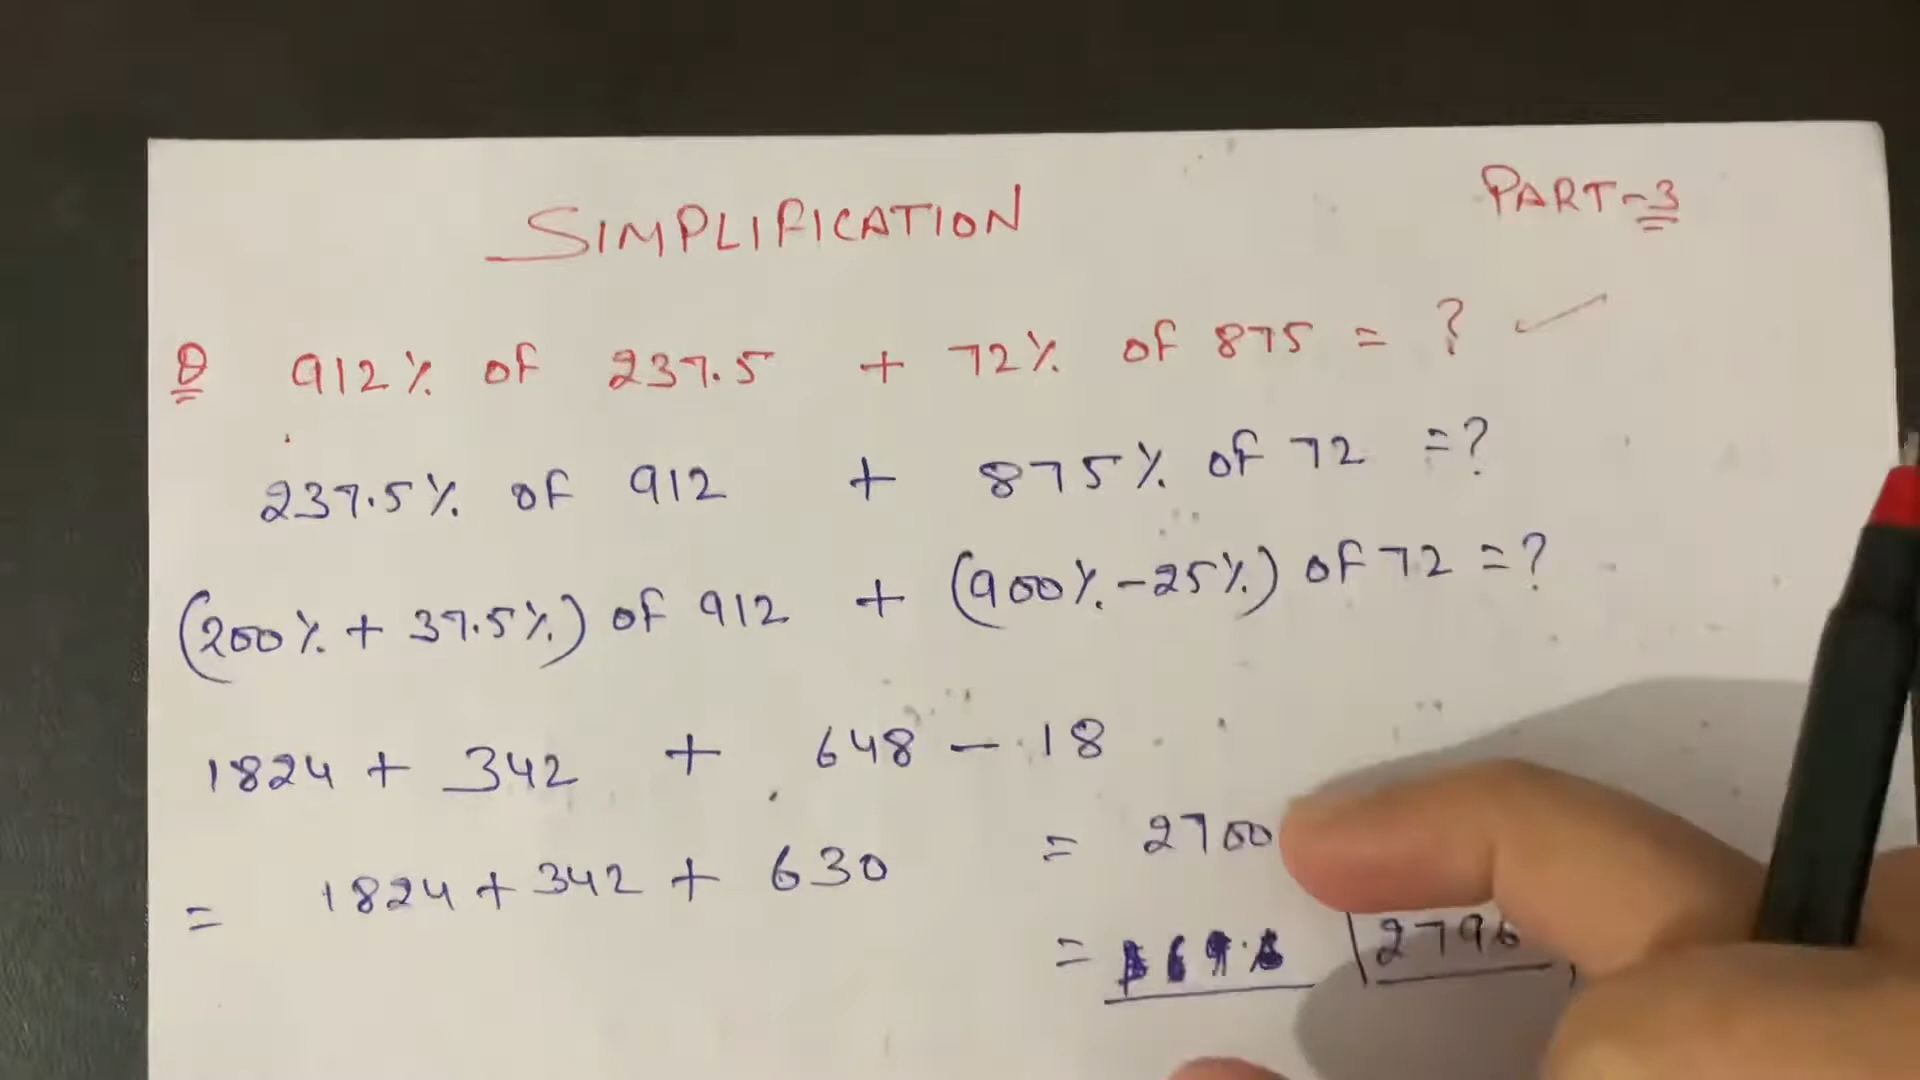 SIMPLIFICATION
PART-3
Q 912% of 237.5 + 72% of 875 = ?
237.5% of 912 + 875% of 72 = ?
(200% + 37.5%) of 912 + (900% - 25%) of 72 = ?
1824 + 342 + 648 - 18
= 1824 + 342 + 630
= 2700
= 2796